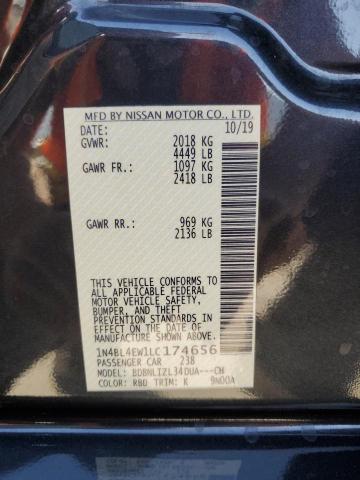 MFD BY NISSAN MOTOR CO., LTD.
DATE: 10/19
GVWR: 2018 KG
4449 LB
GAWR FR: 1097 KG
2418 LB
GAWR RR: 969 KG
2136 LB
THIS VEHICLE CONFORMS TO
ALL APPLICABLE FEDERAL
MOTOR VEHICLE SAFETY,
BUMPER, AND THEFT
PREVENTION STANDARDS IN
EFFECT ON THE DATE OF
MANUFACTURE SHOWN ABOVE.
1N4BL4EW1LC174656
PASSENGER CAR 238
MODEL: BDBNLIZL34DUA---CH
COLOR: RBD TRIM: K 9N00A